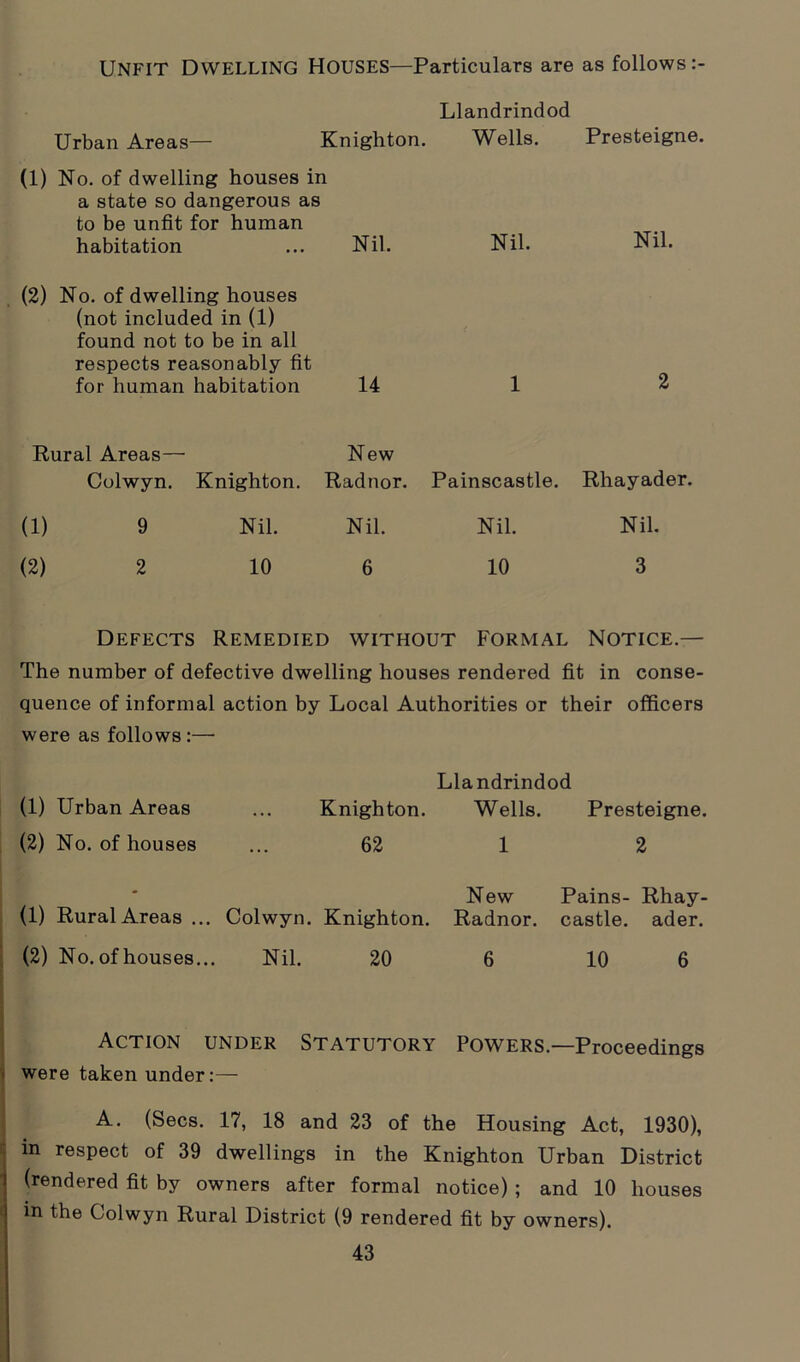 UNFIT DWELLING HOUSES—Particulars are as follows:-
Llandrindod
Urban Areas— Knighton. Wells. Presteigne.
(1) No. of dwelling houses in
a state so dangerous as
to be unfit for human
habitation ... Nil. Nil. Nil.
(2) No. of dwelling houses
(not included in (1)
found not to be in all
respects reasonably fit
for human habitation 14 1 2
Rural Areas— New
Colwyn. Knighton. Radnor. Painscastle. Rhayader.
(1) 9 Nil. Nil. Nil. Nil.
(2) 2 10 6 10 3
DEFECTS REMEDIED WITHOUT FORMAL NOTICE.—
The number of defective dwelling houses rendered fit in conse-
quence of informal action by Local Authorities or their officers
were as follows:—
Llandrindod
(1) Urban Areas ... Knighton. Wells. Presteigne.
(2) No. of houses ... 62 1 2
New Pains- Rhay-
(1) Rural Areas ... Colwyn. Knighton. Radnor. castle. ader.
(2) No. of houses... Nil. 20 6 10 6
ACTION UNDER STATUTORY POWERS.—Proceedings
were taken under:—
A. (Secs. 17, 18 and 23 of the Housing Act, 1930),
in respect of 39 dwellings in the Knighton Urban District
(rendered fit by owners after formal notice); and 10 houses
in the Colwyn Rural District (9 rendered fit by owners).
43